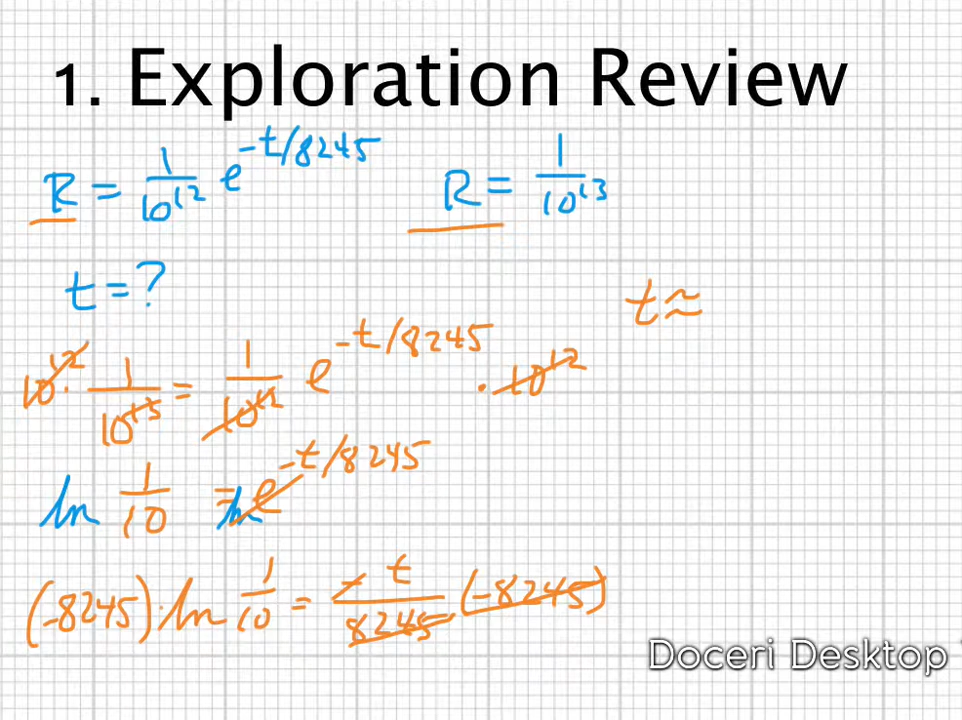 1. Exploration Review
R = 1/10^12 e^-t/8245    R = 1/10^13
t = ?    t ≈
10^12 · 1/10^13 = 1/10^12 e^-t/8245 · 10^12
ln 1/10 = ln e^-t/8245
(-8245) · ln 1/10 = - t/8245 (-8245)
Doceri Desktop